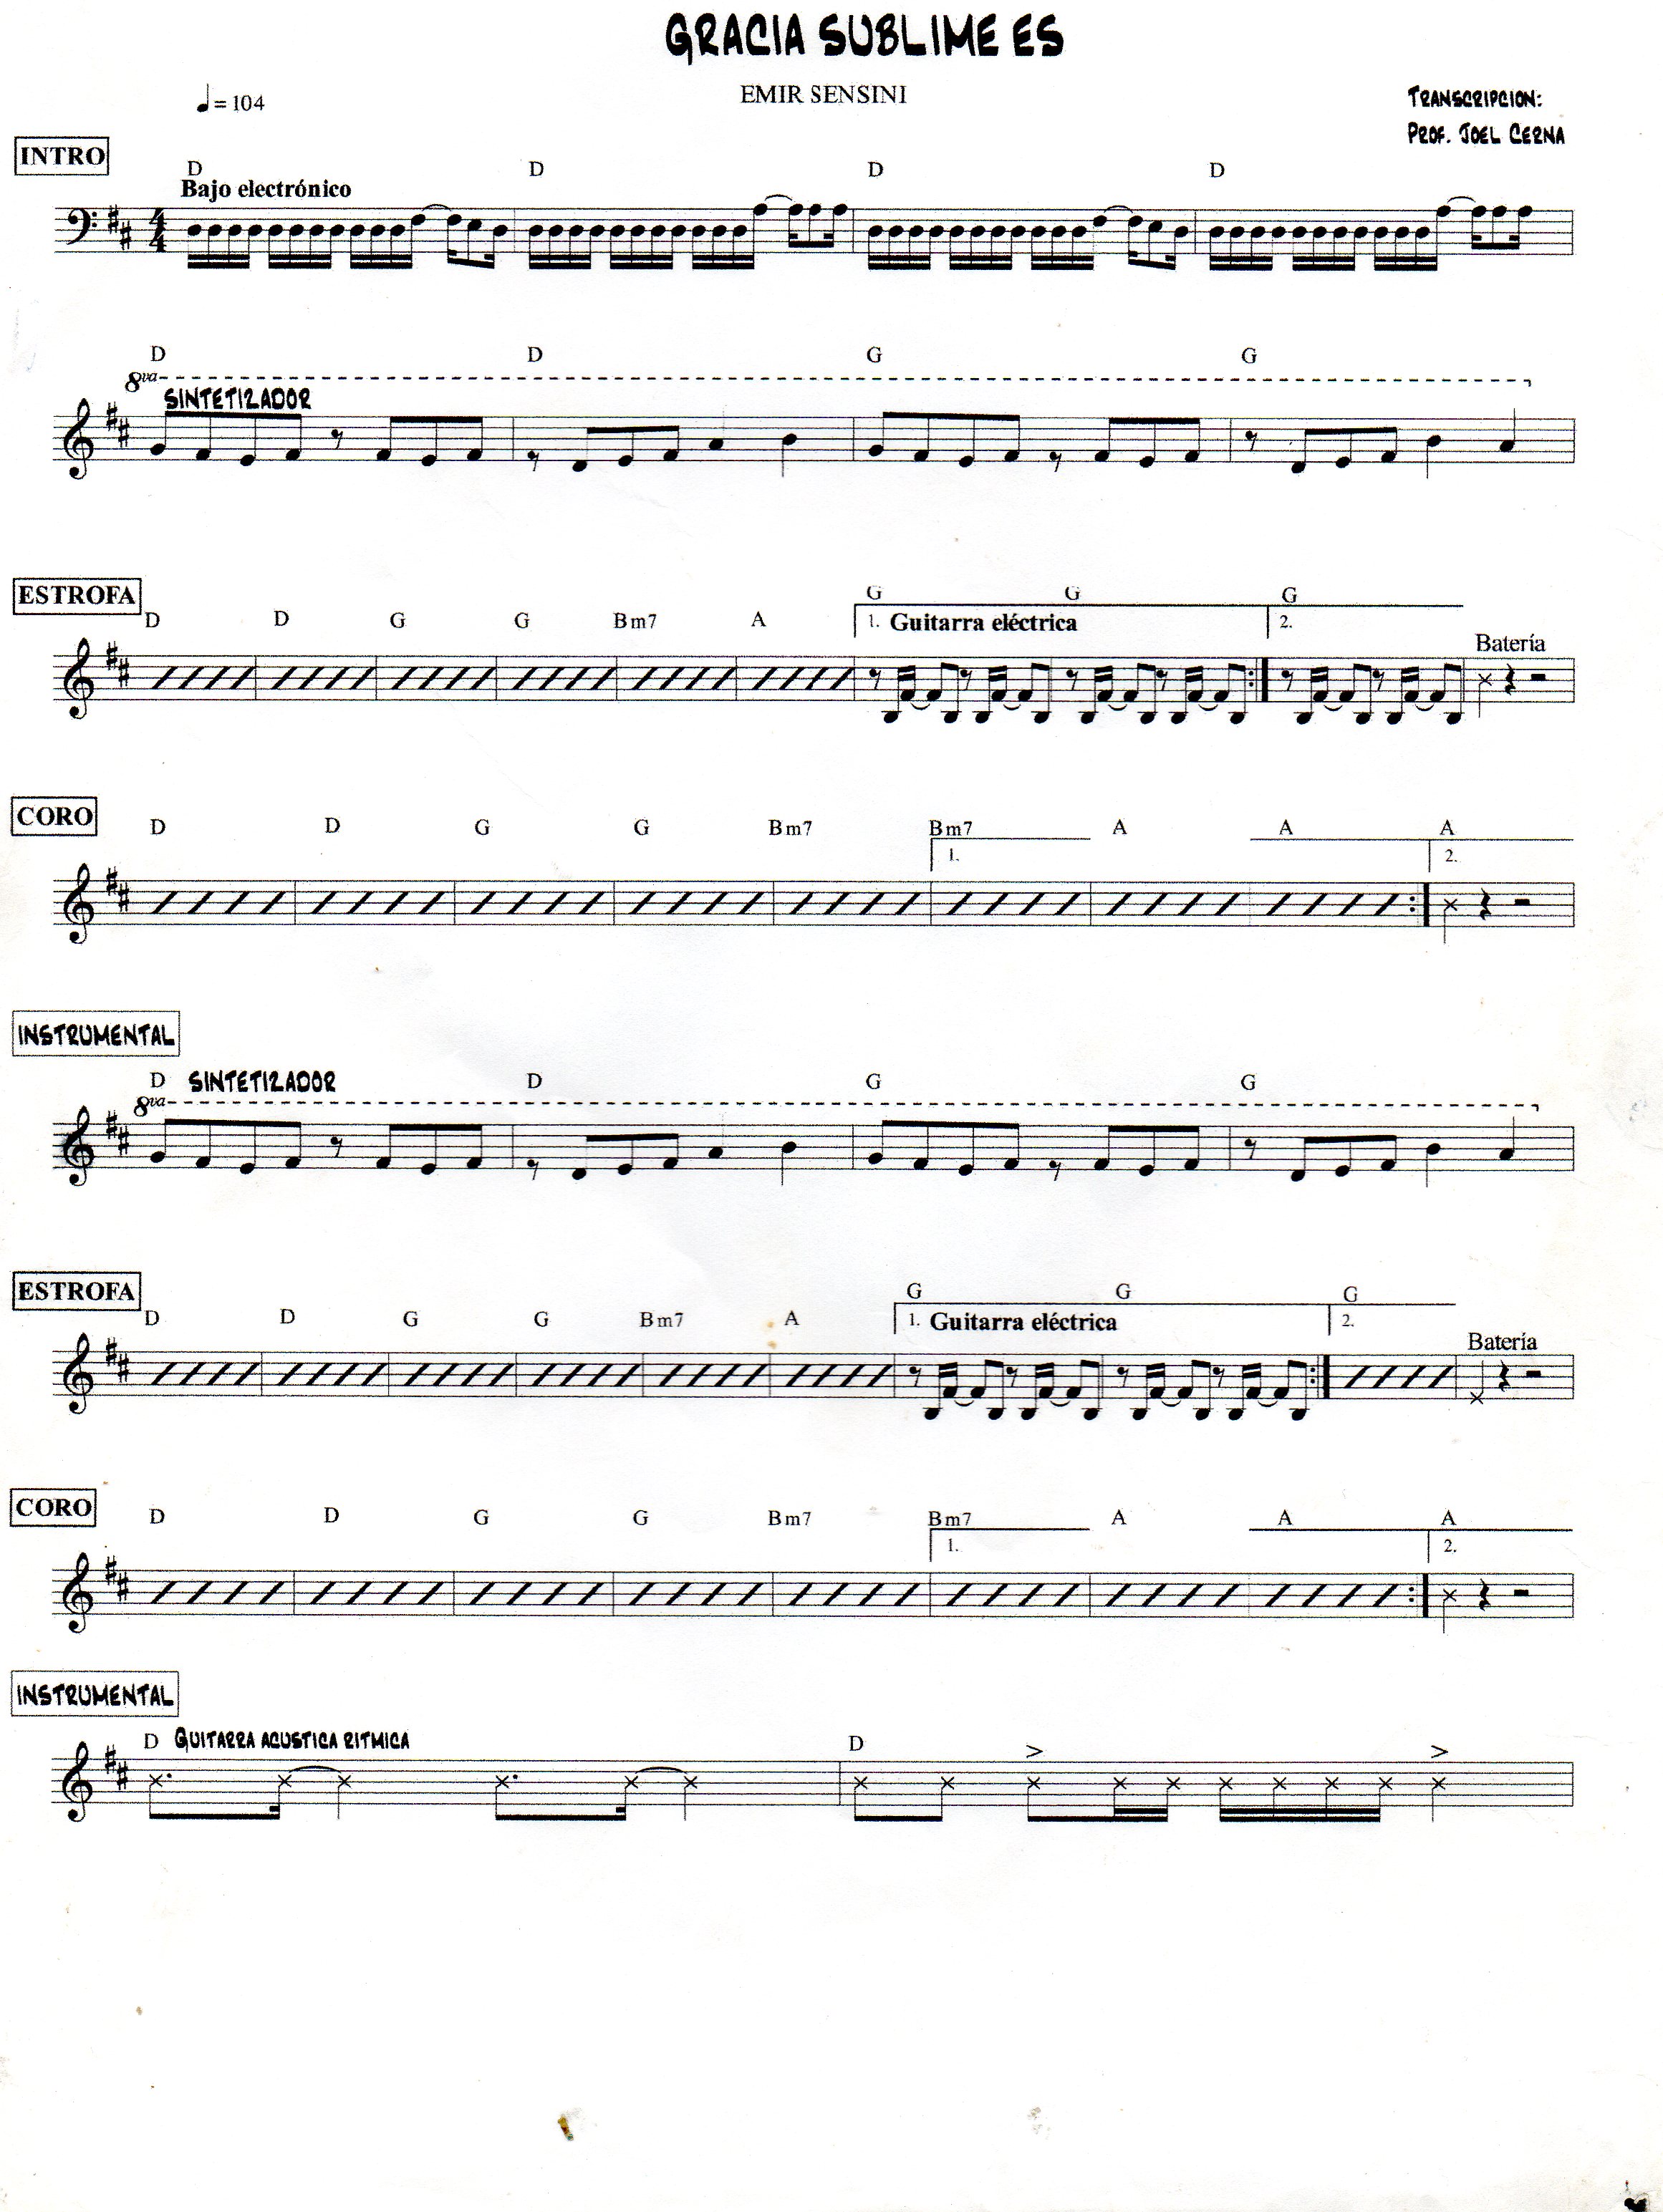 GRACIA SUBLIME ES
EMIR SENSINI
♩ = 104
TRANSCRIPCION:
PROF. JOEL CERNA
INTRO
D D D D
Bajo electrónico
4/4
D D G G
8va
SINTETIZADOR
ESTROFA
D D G G Bm7 A G G G
1. Guitarra eléctrica 2.
Batería
CORO
D D G G Bm7 Bm7 A A A
1. 2.
INSTRUMENTAL
D SINTETIZADOR D G G
8va
ESTROFA
D D G G Bm7 A G G G
1. Guitarra eléctrica 2.
Batería
CORO
D D G G Bm7 Bm7 A A A
1. 2.
INSTRUMENTAL
D GUITARRA ACUSTICA RITMICA D